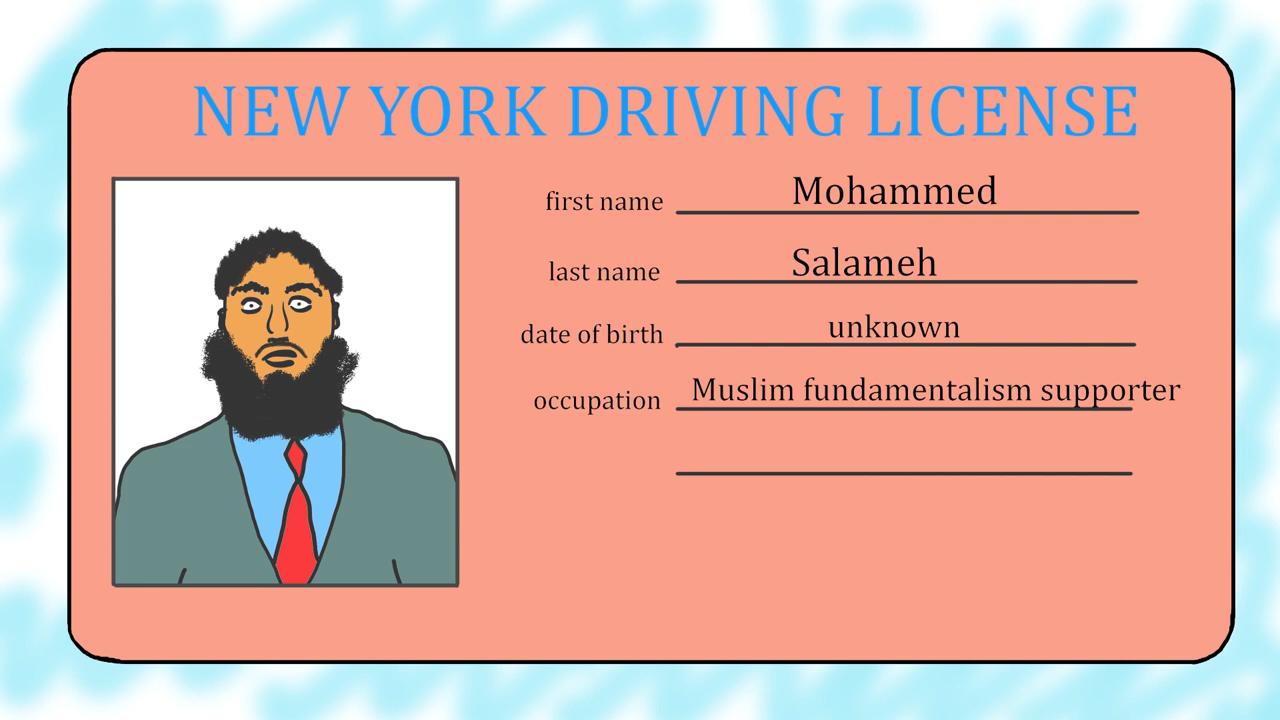 NEW YORK DRIVING LICENSE
first name Mohammed
last name Salameh
date of birth unknown
occupation Muslim fundamentalism supporter